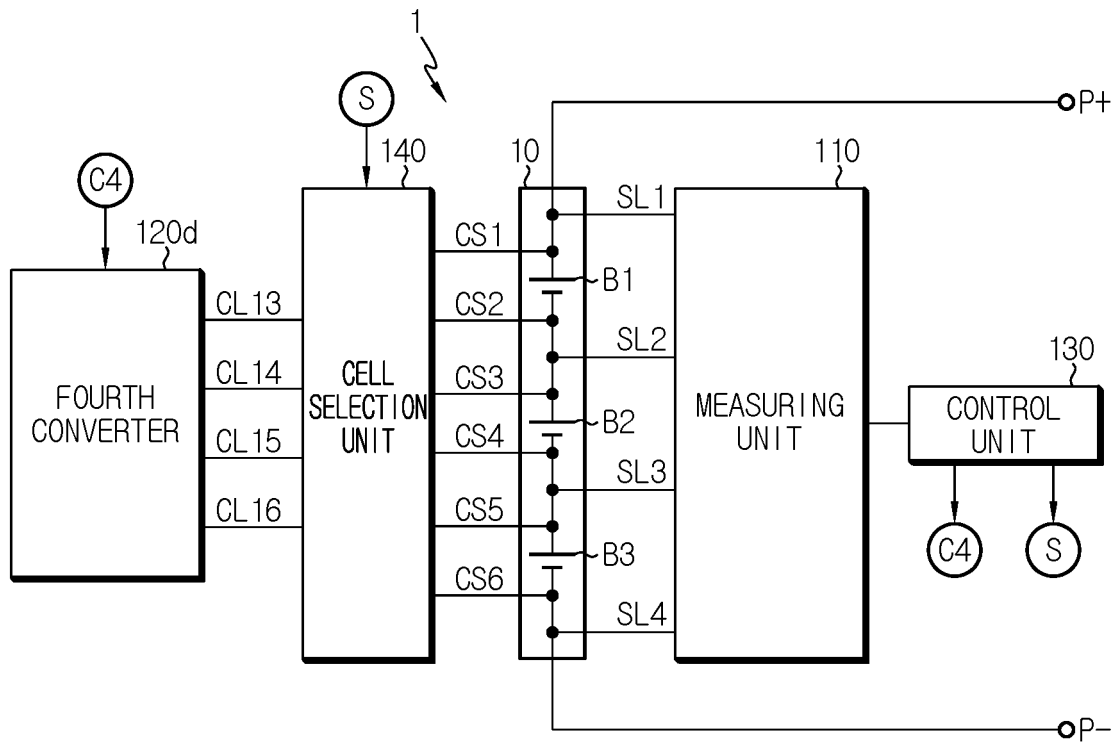 1
P+
S
C4
140
10
110
120d
SL1
CS1
B1
CL13
CS2
SL2
130
CL14
CELL
SELECTION
UNIT
CS3
FOURTH
CONVERTER
MEASURING
UNIT
CONTROL
UNIT
B2
CL15
CS4
SL3
CL16
CS5
B3
C4
S
CS6
SL4
P-